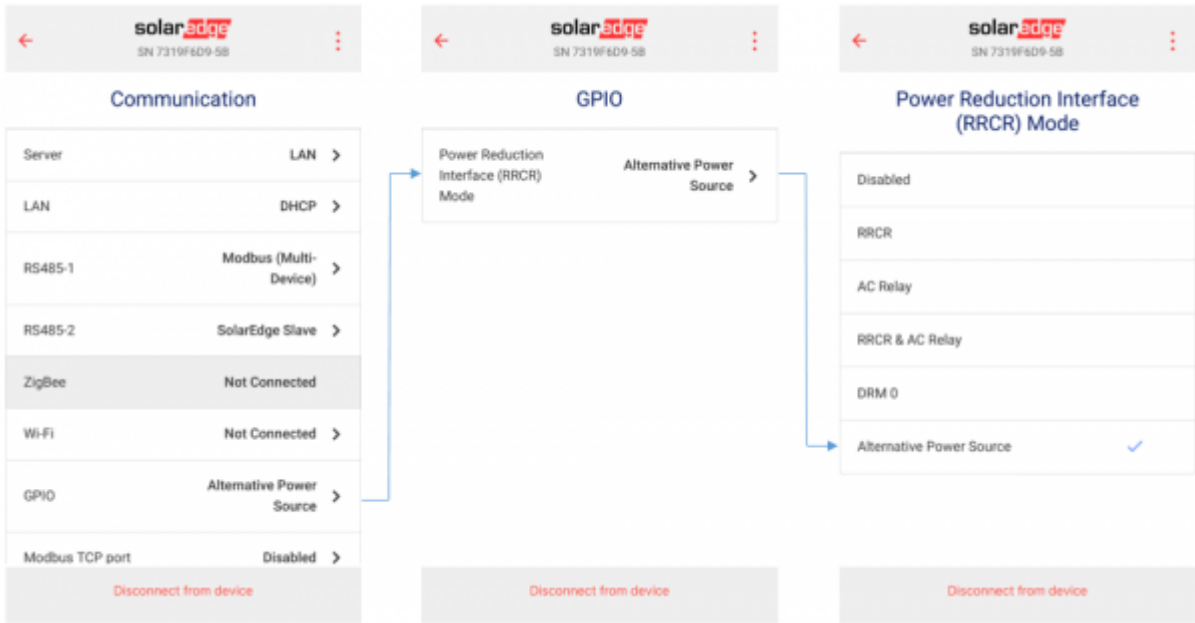 solaredge
SN 7319F6D9-5B
Communication
Server LAN
LAN DHCP
RS485-1 Modbus (Multi-
Device)
RS485-2 SolarEdge Slave
ZigBee Not Connected
Wi-Fi Not Connected
GPIO Alternative Power
Source
Modbus TCP port Disabled
Disconnect from device
solaredge
SN 7319F6D9-5B
GPIO
Power Reduction
Interface (RRCR)
Mode
Alternative Power
Source
Disconnect from device
solaredge
SN 7319F6D9-5B
Power Reduction Interface
(RRCR) Mode
Disabled
RRCR
AC Relay
RRCR & AC Relay
DRM 0
Alternative Power Source
Disconnect from device